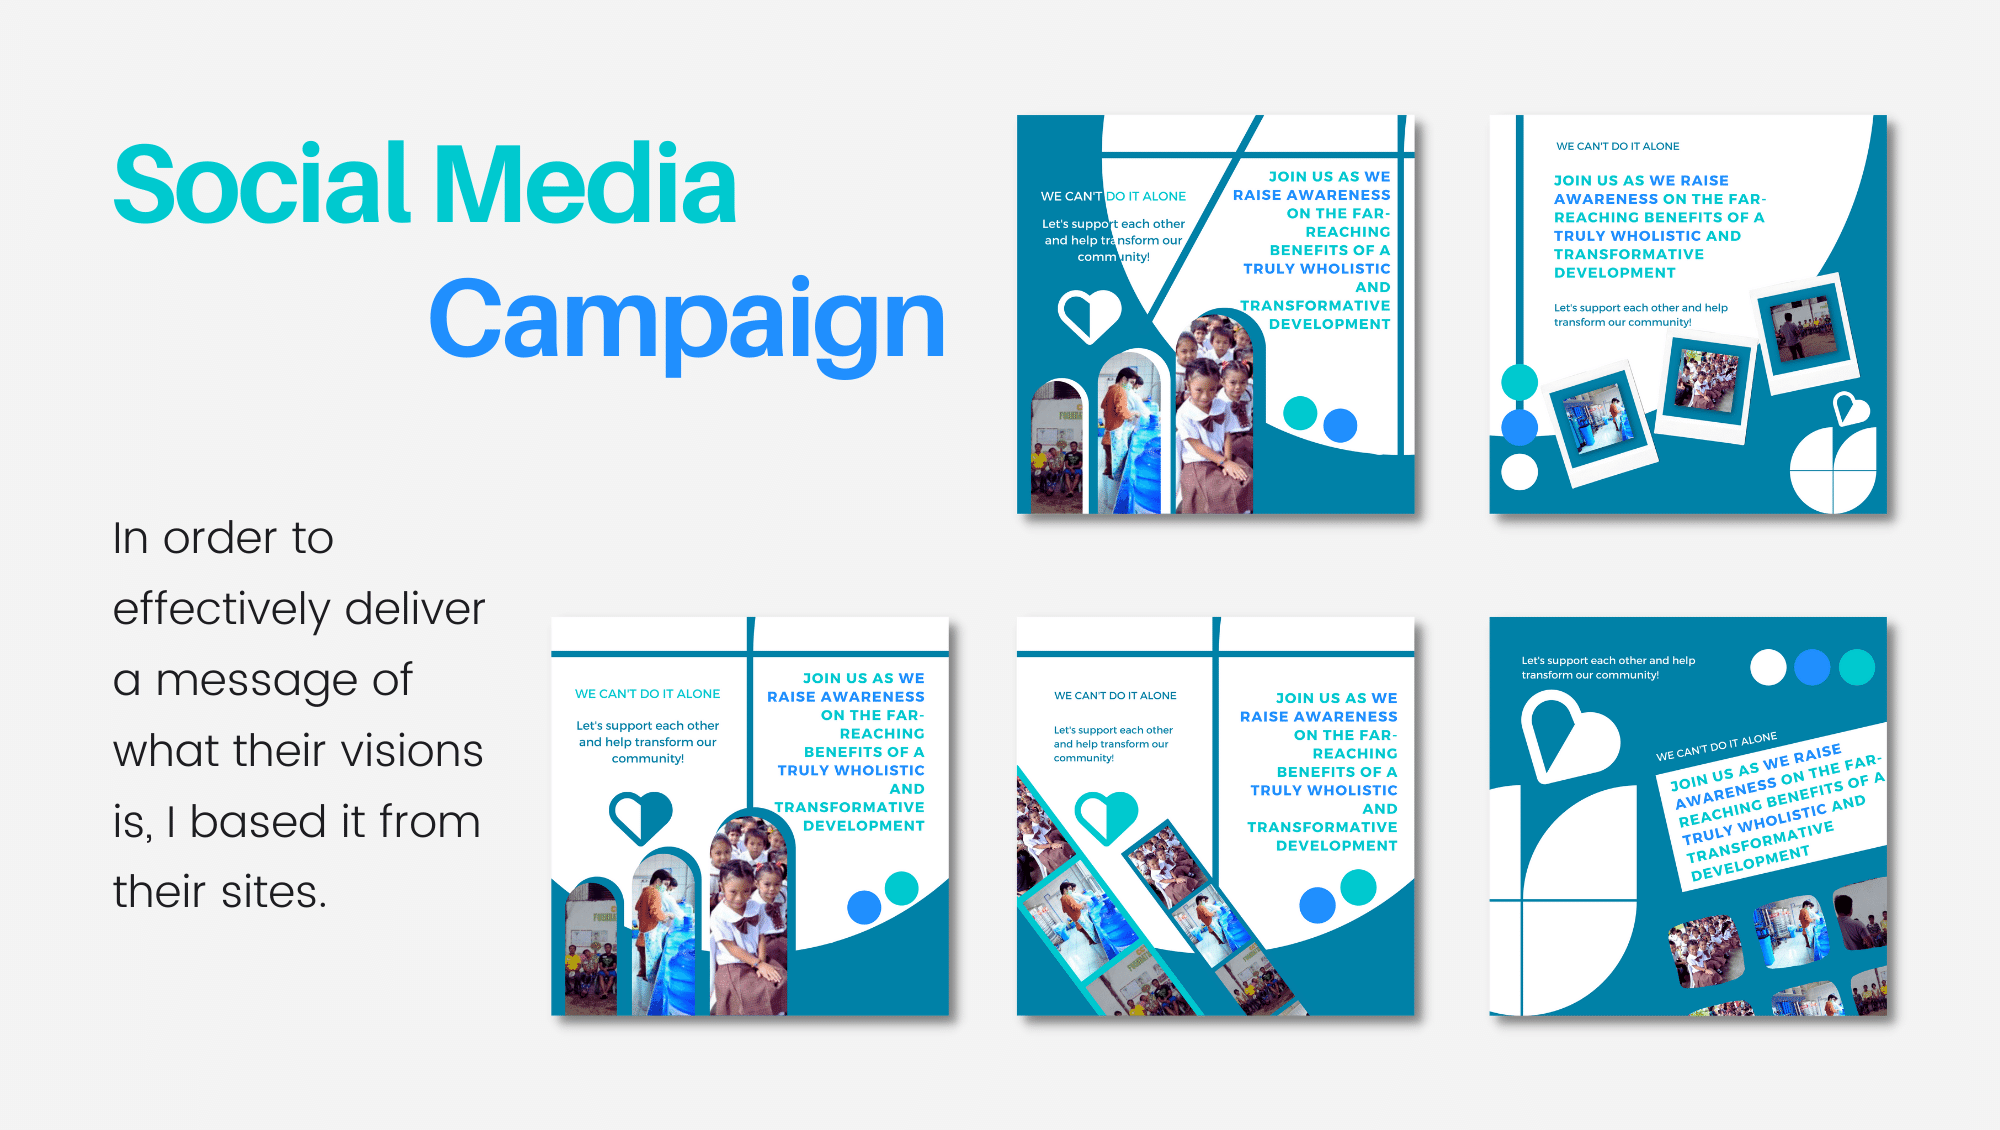 Social Media
Campaign
In order to
effectively deliver
a message of
what their visions
is, I based it from
their sites.
WE CAN'T DO IT ALONE
Let's support each other
and help transform our
community!
JOIN US AS WE
RAISE AWARENESS
ON THE FAR-
REACHING
BENEFITS OF A
TRULY WHOLISTIC
AND
TRANSFORMATIVE
DEVELOPMENT
WE CAN'T DO IT ALONE
JOIN US AS WE RAISE
AWARENESS ON THE FAR-
REACHING BENEFITS OF A
TRULY WHOLISTIC AND
TRANSFORMATIVE
DEVELOPMENT
Let's support each other and help
transform our community!
WE CAN'T DO IT ALONE
Let's support each other
and help transform our
community!
JOIN US AS WE
RAISE AWARENESS
ON THE FAR-
REACHING
BENEFITS OF A
TRULY WHOLISTIC
AND
TRANSFORMATIVE
DEVELOPMENT
WE CAN'T DO IT ALONE
Let's support each other
and help transform our
community!
JOIN US AS WE
RAISE AWARENESS
ON THE FAR-
REACHING
BENEFITS OF A
TRULY WHOLISTIC
AND
TRANSFORMATIVE
DEVELOPMENT
Let's support each other and help
transform our community!
WE CAN'T DO IT ALONE
JOIN US AS WE RAISE
AWARENESS ON THE FAR-
REACHING BENEFITS OF A
TRULY WHOLISTIC AND
TRANSFORMATIVE
DEVELOPMENT